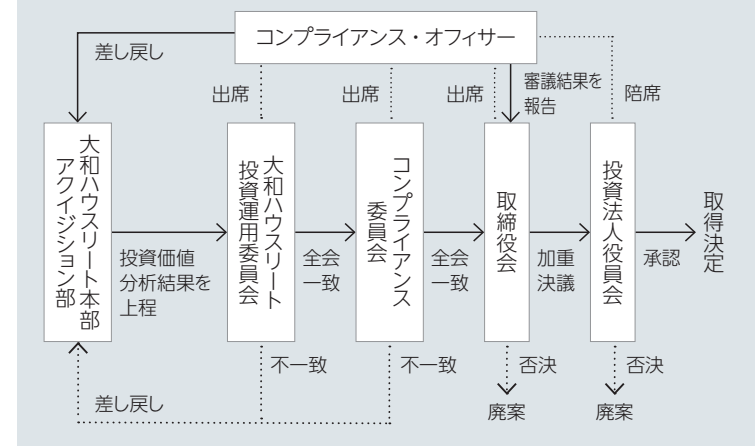 コンプライアンス・オフィサー
差し戻し
出席
出席
出席
審議結果を
報告
陪席
大和ハウスリート本部
アクイジション部
投資価値
分析結果を
上程
大和ハウスリート
投資運用委員会
全会
一致
コンプライアンス
委員会
全会
一致
取締役会
加重
決議
投資法人役員会
承認
取得決定
不一致
不一致
否決
否決
差し戻し
廃案
廃案